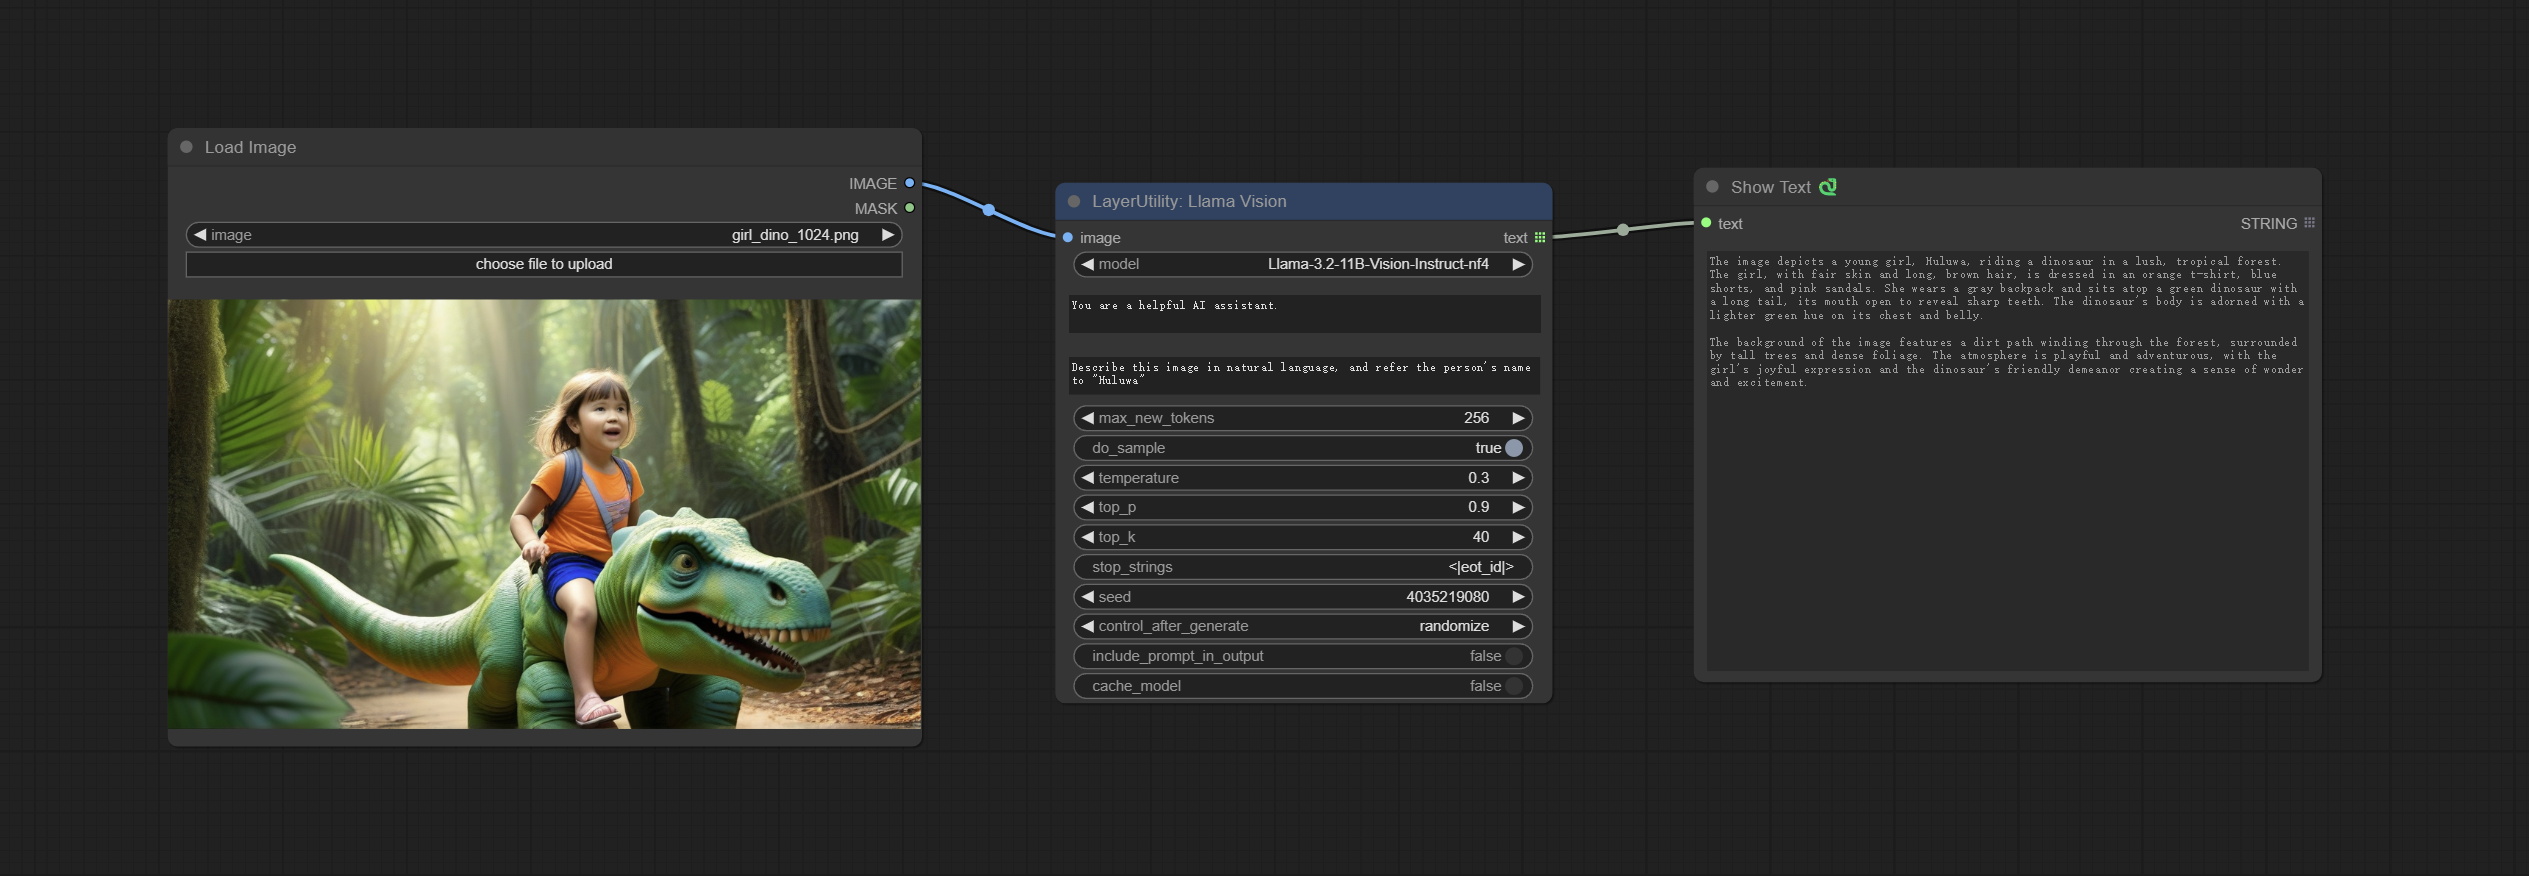 Load Image
IMAGE
MASK
image girl_dino_1024.png
choose file to upload
LayerUtility: Llama Vision
image text
model Llama-3.2-11B-Vision-Instruct-nf4
You are a helpful AI assistant.
Describe this image in natural language, and refer the person's name
to "Huluwa"
max_new_tokens 256
do_sample true
temperature 0.3
top_p 0.9
top_k 40
stop_strings <|eot_id|>
seed 4035219080
control_after_generate randomize
include_prompt_in_output false
cache_model false
Show Text
text STRING
The image depicts a young girl, Huluwa, riding a dinosaur in a lush, tropical forest.
The girl, with fair skin and long, brown hair, is dressed in an orange t-shirt, blue
shorts, and pink sandals. She wears a gray backpack and sits atop a green dinosaur with
a long tail, its mouth open to reveal sharp teeth. The dinosaur's body is adorned with a
lighter green hue on its chest and belly.
The background of the image features a dirt path winding through the forest, surrounded
by tall trees and dense foliage. The atmosphere is playful and adventurous, with the
girl's joyful expression and the dinosaur's friendly demeanor creating a sense of wonder
and excitement.